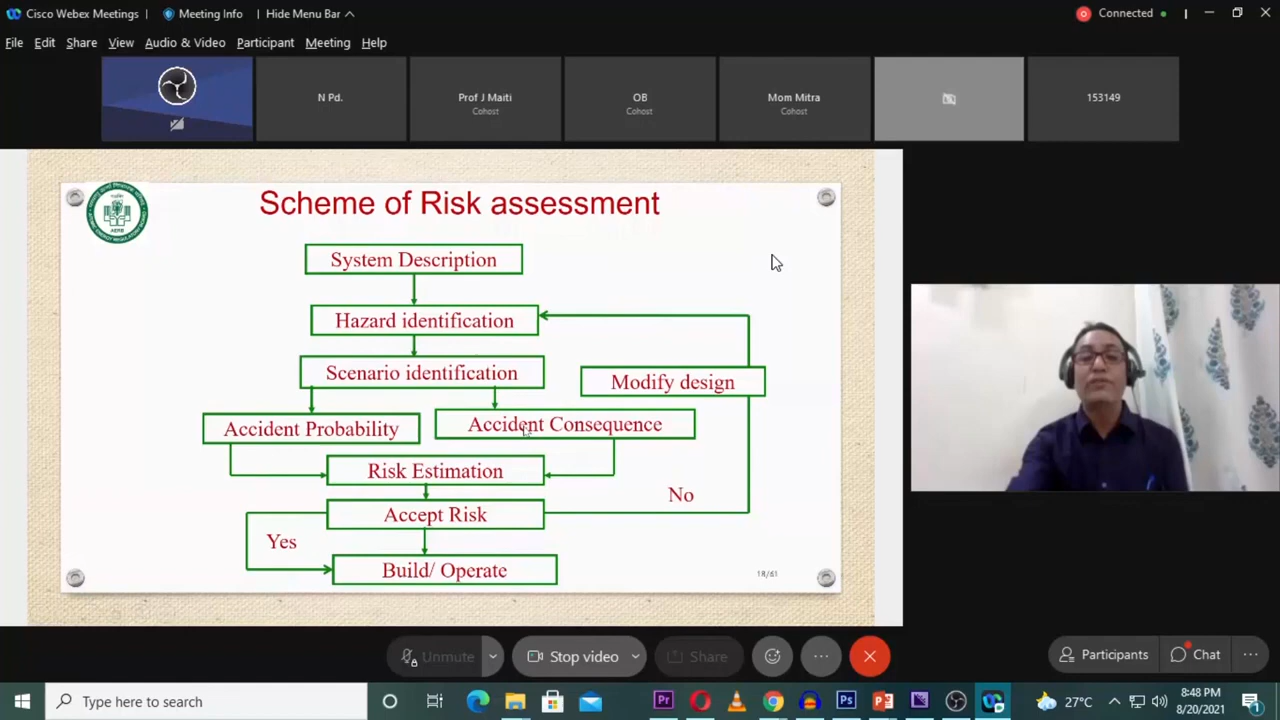 Cisco Webex Meetings
Meeting Info
Hide Menu Bar
Connected
File Edit Share View Audio & Video Participant Meeting Help
N Pd.
Prof J Maiti
Cohost
OB
Cohost
Mom Mitra
Cohost
153149
AERB
Scheme of Risk assessment
System Description
Hazard identification
Scenario identification
Modify design
Accident Probability
Accident Consequence
Risk Estimation
No
Accept Risk
Yes
Build/ Operate
18/61
Unmute
Stop video
Share
Participants
Chat
Type here to search
27°C
8:48 PM
8/20/2021
1